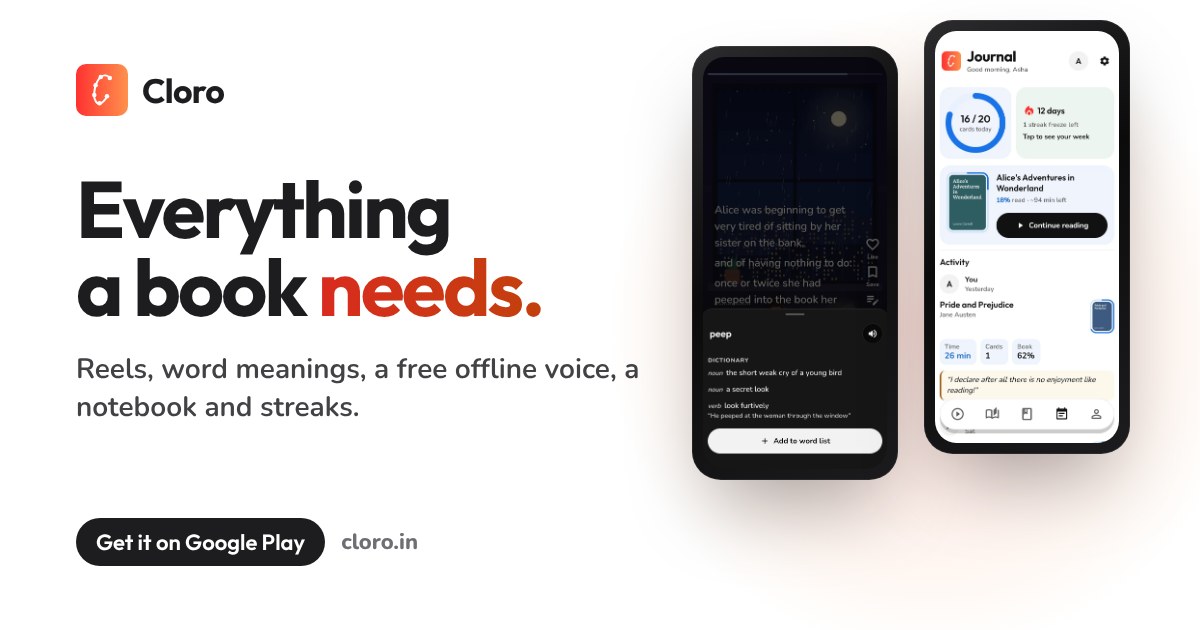 Cloro
Everything
a book needs.
Reels, word meanings, a free offline voice, a
notebook and streaks.
Get it on Google Play
cloro.in
Alice was beginning to get
very tired of sitting by her
sister on the bank,
and of having nothing to do:
once or twice she had
peeped into the book her
Like
Save
peep
DICTIONARY
noun the short weak cry of a young bird
noun a secret look
verb look furtively
"He peeped at the woman through the window"
+ Add to word list
Journal
Good morning, Asha
A
16 / 20
cards today
12 days
1 streak freeze left
Tap to see your week
Alice's
Adventures
in
Wonderland
Alice's Adventures in
Wonderland
18% read · ~94 min left
Continue reading
Activity
A
You
Yesterday
Pride and Prejudice
Jane Austen
Time
26 min
Cards
1
Book
62%
"I declare after all there is no enjoyment like
reading!"